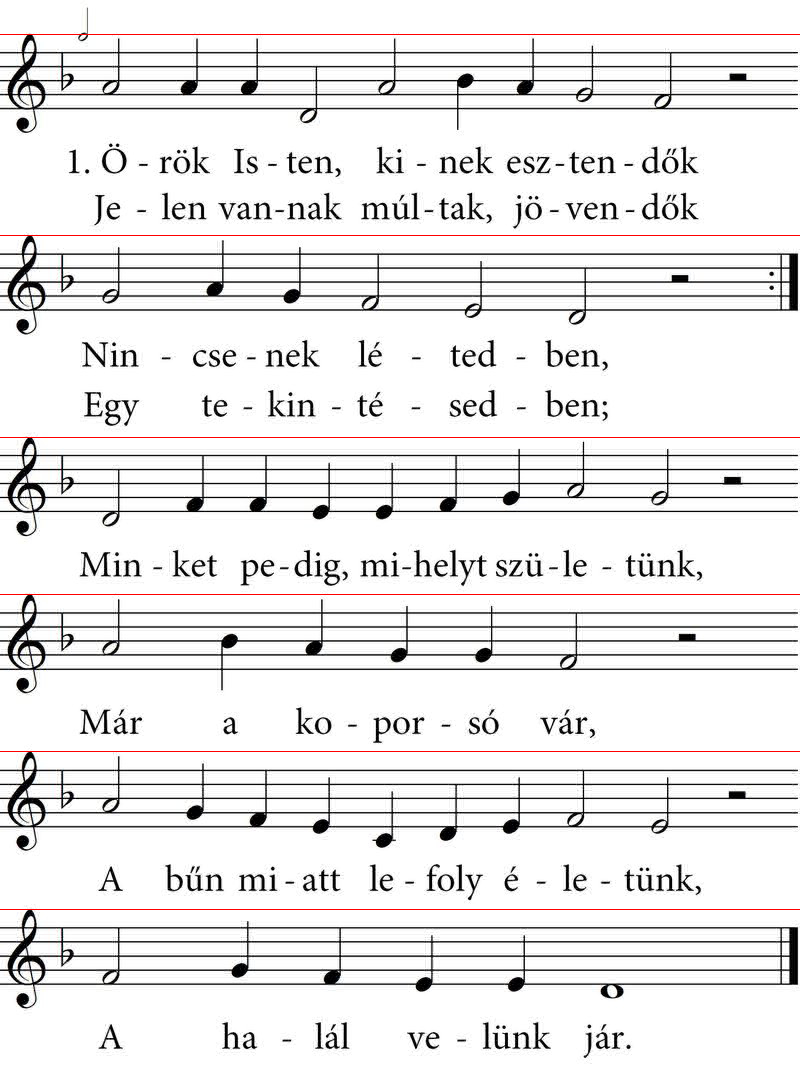 1. Ö - rök Is - ten, ki - nek esz - ten - dők
Je - len van - nak múl - tak, jö - ven - dők
Nin - cse - nek lé - ted - ben,
Egy te - kin - té - sed - ben;
Min - ket pe - dig, mi - helyt szü - le - tünk,
Már a ko - por - só vár,
A bűn mi - att le - foly é - le - tünk,
A ha - lál ve - lünk jár.